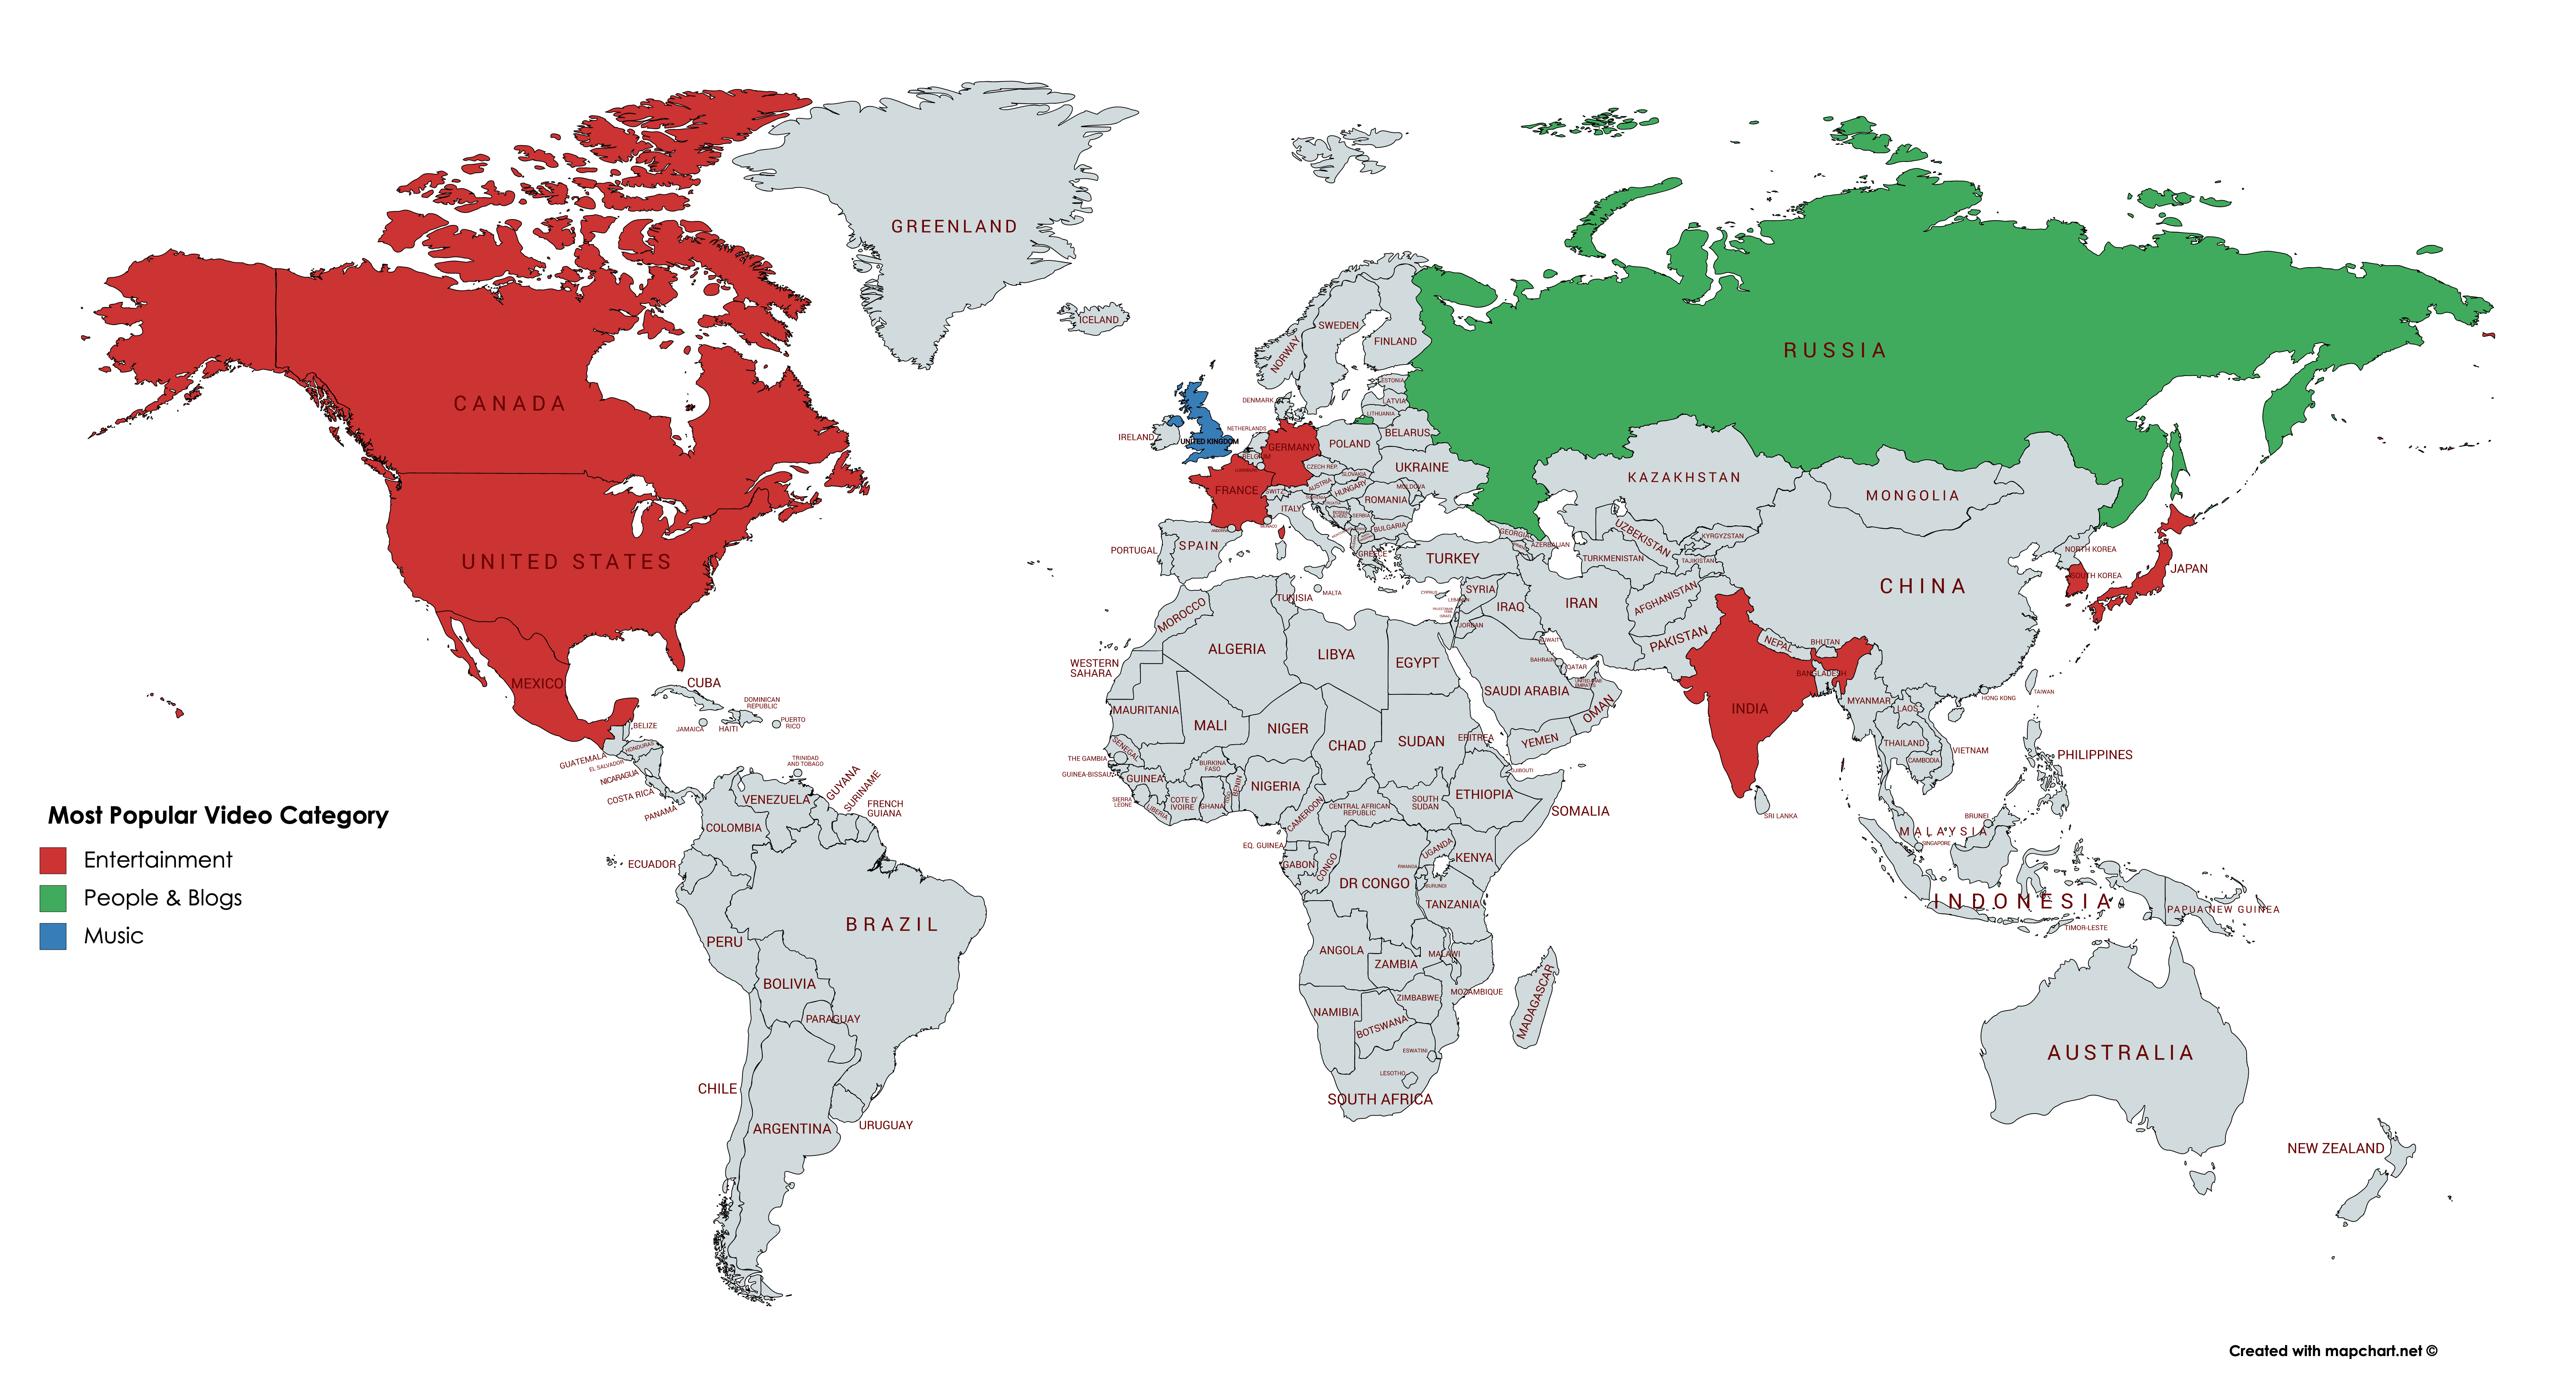 GREENLAND
ICELAND
CANADA
UNITED STATES
MEXICO
CUBA
DOMINICAN
REPUBLIC
JAMAICA
HAITI
PUERTO
RICO
BELIZE
HONDURAS
GUATEMALA
EL SALVADOR
NICARAGUA
COSTA RICA
PANAMA
TRINIDAD
AND TOBAGO
VENEZUELA
GUYANA
SURINAME
FRENCH
GUIANA
COLOMBIA
ECUADOR
BRAZIL
PERU
BOLIVIA
PARAGUAY
CHILE
ARGENTINA
URUGUAY
NORWAY
SWEDEN
FINLAND
ESTONIA
LATVIA
LITHUANIA
DENMARK
IRELAND
UNITED KINGDOM
NETHERLANDS
BELGIUM
LUXEMBOURG
GERMANY
POLAND
BELARUS
CZECH REP.
SLOVAKIA
UKRAINE
FRANCE
SWITZ.
AUSTRIA
HUNGARY
MOLDOVA
ROMANIA
ITALY
SERBIA
BULGARIA
MONACO
ANDORRA
PORTUGAL
SPAIN
GREECE
MALTA
TURKEY
CYPRUS
GEORGIA
AZERBAIJAN
RUSSIA
KAZAKHSTAN
MONGOLIA
UZBEKISTAN
KYRGYZSTAN
TURKMENISTAN
TAJIKISTAN
CHINA
NORTH KOREA
SOUTH KOREA
JAPAN
SYRIA
LEBANON
IRAQ
IRAN
JORDAN
KUWAIT
AFGHANISTAN
PAKISTAN
BAHRAIN
QATAR
UNITED ARAB
EMIRATES
SAUDI ARABIA
OMAN
YEMEN
NEPAL
BHUTAN
BANGLADESH
INDIA
SRI LANKA
MYANMAR
LAOS
THAILAND
CAMBODIA
VIETNAM
HONG KONG
TAIWAN
PHILIPPINES
BRUNEI
MALAYSIA
SINGAPORE
INDONESIA
TIMOR-LESTE
PAPUA NEW GUINEA
AUSTRALIA
NEW ZEALAND
MOROCCO
TUNISIA
ALGERIA
LIBYA
EGYPT
WESTERN
SAHARA
MAURITANIA
MALI
NIGER
CHAD
SUDAN
ERITREA
DJIBOUTI
SENEGAL
THE GAMBIA
GUINEA-BISSAU
GUINEA
SIERRA
LEONE
LIBERIA
COTE D'
IVOIRE
BURKINA
FASO
GHANA
TOGO
BENIN
NIGERIA
CAMEROON
CENTRAL AFRICAN
REPUBLIC
SOUTH
SUDAN
ETHIOPIA
SOMALIA
EQ. GUINEA
GABON
CONGO
DR CONGO
UGANDA
KENYA
RWANDA
BURUNDI
TANZANIA
ANGOLA
ZAMBIA
MALAWI
MOZAMBIQUE
ZIMBABWE
NAMIBIA
BOTSWANA
MADAGASCAR
ESWATINI
LESOTHO
SOUTH AFRICA
Most Popular Video Category
Entertainment
People & Blogs
Music
Created with mapchart.net ©